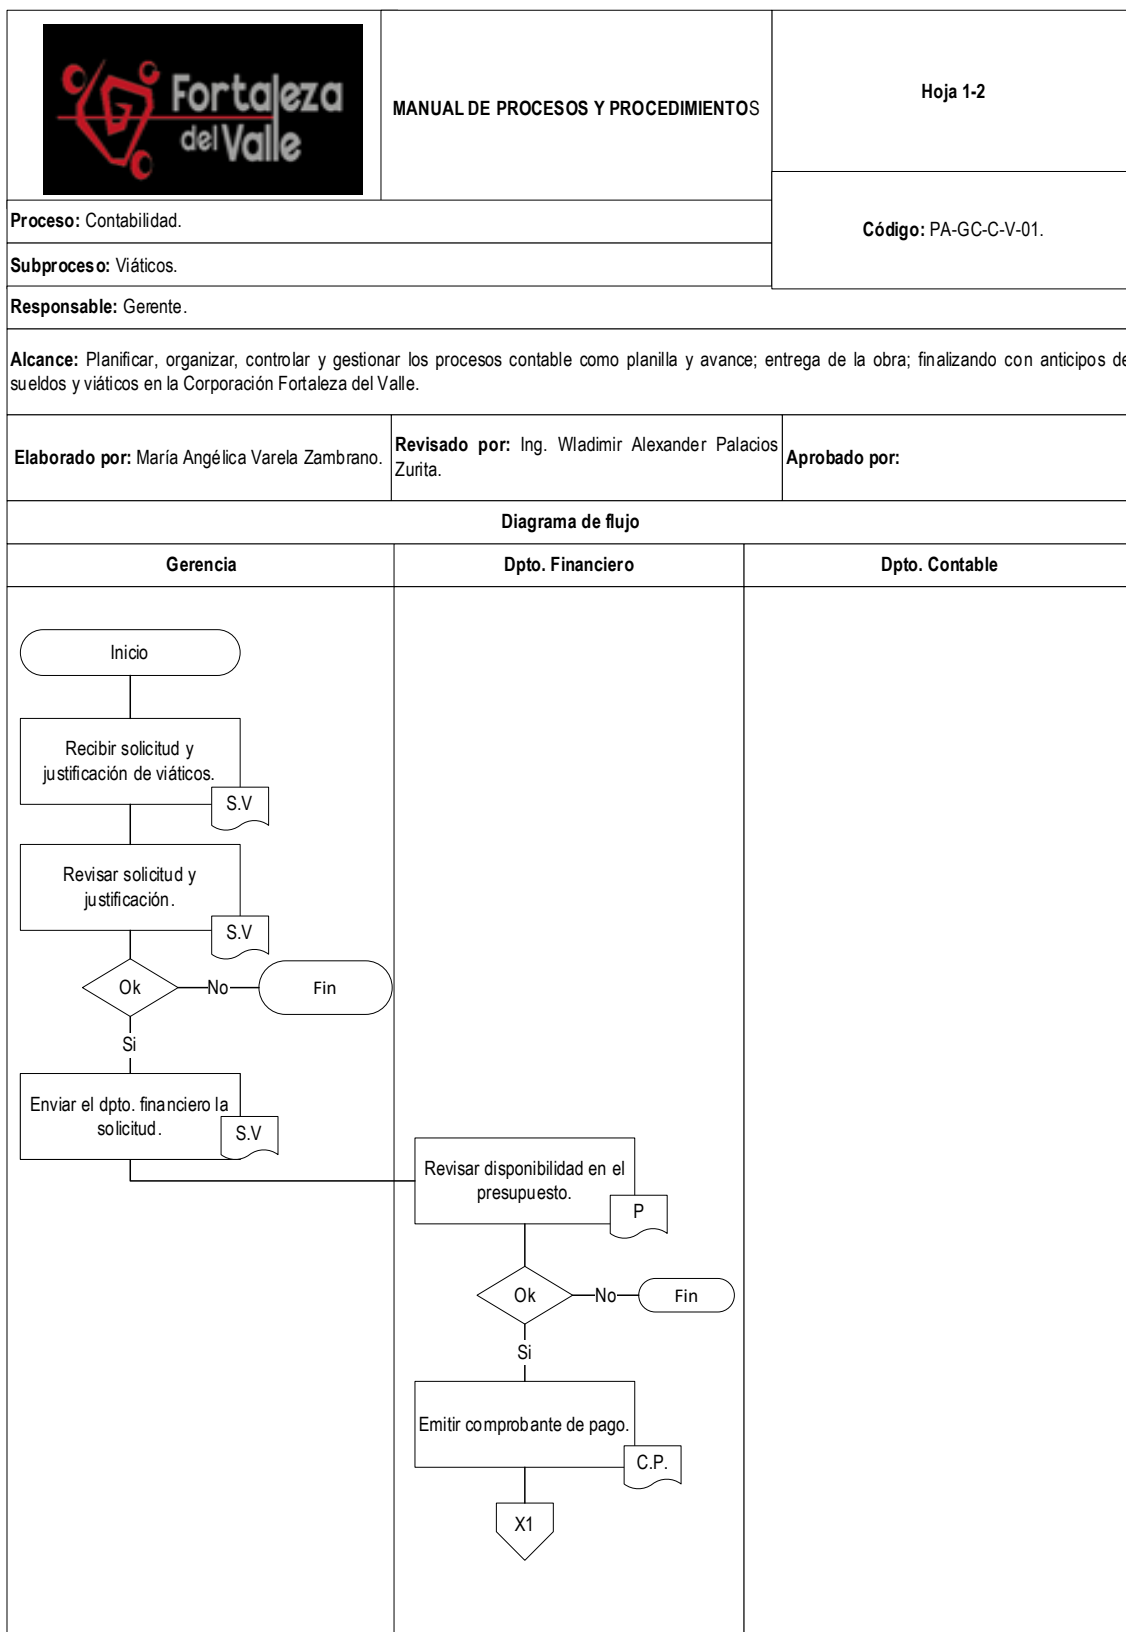 Fortaleza
del Valle
MANUAL DE PROCESOS Y PROCEDIMIENTOS
Hoja 1-2
Proceso: Contabilidad.
Código: PA-GC-C-V-01.
Subproceso: Viáticos.
Responsable: Gerente.
Alcance: Planificar, organizar, controlar y gestionar los procesos contable como planilla y avance; entrega de la obra; finalizando con anticipos de
sueldos y viáticos en la Corporación Fortaleza del Valle.
Elaborado por: María Angélica Varela Zambrano.
Revisado por: Ing. Wladimir Alexander Palacios
Zurita.
Aprobado por:
Diagrama de flujo
Gerencia
Dpto. Financiero
Dpto. Contable
Inicio
Recibir solicitud y
justificación de viáticos.
S.V
Revisar solicitud y
justificación.
S.V
Ok
No
Fin
Si
Enviar el dpto. financiero la
solicitud.
S.V
Revisar disponibilidad en el
presupuesto.
P
Ok
No
Fin
Si
Emitir comprobante de pago.
C.P.
X1